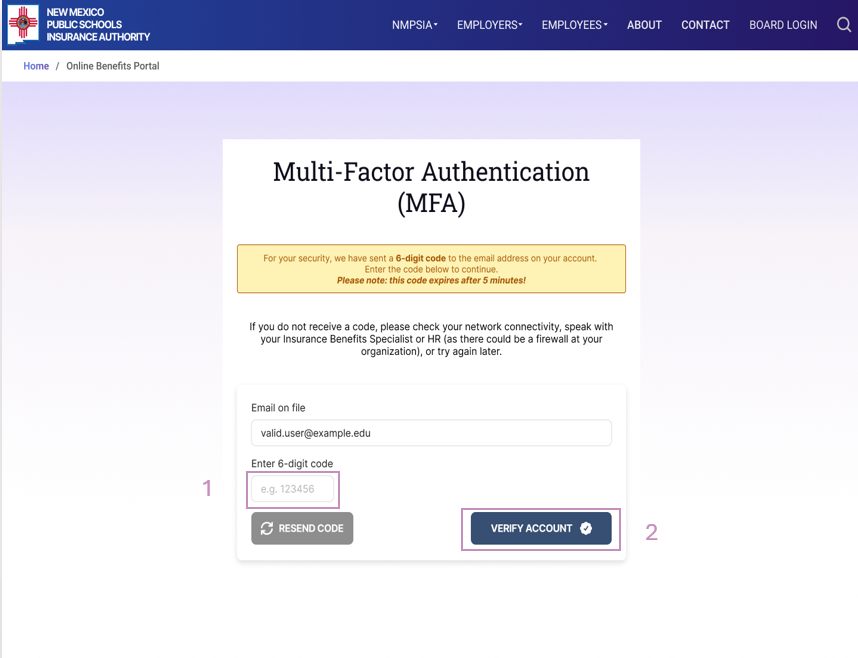 NEW MEXICO
PUBLIC SCHOOLS
INSURANCE AUTHORITY
NMPSIA EMPLOYERS EMPLOYEES ABOUT CONTACT BOARD LOGIN
Home / Online Benefits Portal
Multi-Factor Authentication
(MFA)
For your security, we have sent a 6-digit code to the email address on your account.
Enter the code below to continue.
Please note: this code expires after 5 minutes!
If you do not receive a code, please check your network connectivity, speak with
your Insurance Benefits Specialist or HR (as there could be a firewall at your
organization), or try again later.
Email on file
valid.user@example.edu
Enter 6-digit code
1
e.g. 123456
RESEND CODE
VERIFY ACCOUNT
2